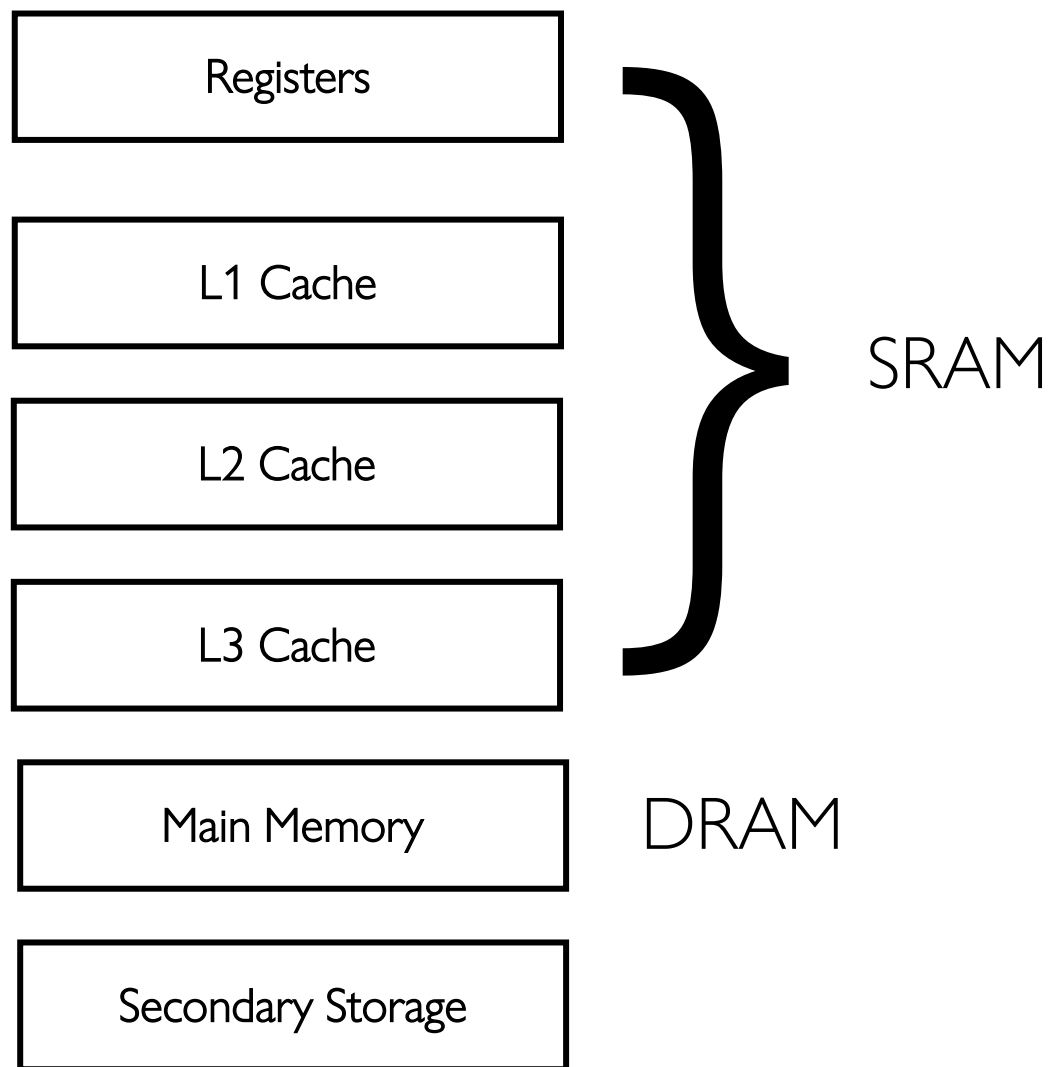 Registers
L1 Cache
L2 Cache
SRAM
L3 Cache
Main Memory
DRAM
Secondary Storage